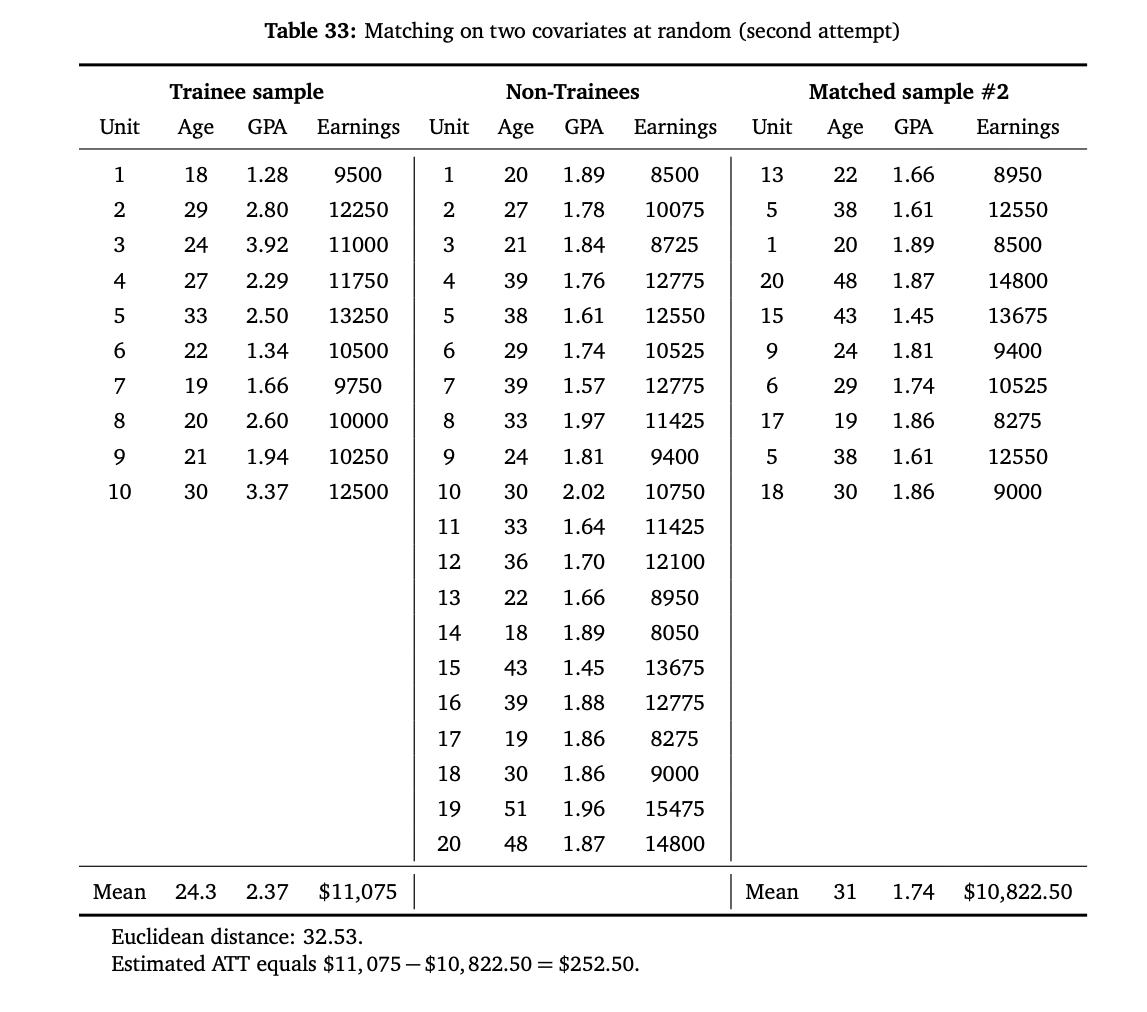 Table 33: Matching on two covariates at random (second attempt)
Trainee sample Non-Trainees Matched sample #2
Unit Age GPA Earnings Unit Age GPA Earnings Unit Age GPA Earnings
1 18 1.28 9500 1 20 1.89 8500 13 22 1.66 8950
2 29 2.80 12250 2 27 1.78 10075 5 38 1.61 12550
3 24 3.92 11000 3 21 1.84 8725 1 20 1.89 8500
4 27 2.29 11750 4 39 1.76 12775 20 48 1.87 14800
5 33 2.50 13250 5 38 1.61 12550 15 43 1.45 13675
6 22 1.34 10500 6 29 1.74 10525 9 24 1.81 9400
7 19 1.66 9750 7 39 1.57 12775 6 29 1.74 10525
8 20 2.60 10000 8 33 1.97 11425 17 19 1.86 8275
9 21 1.94 10250 9 24 1.81 9400 5 38 1.61 12550
10 30 3.37 12500 10 30 2.02 10750 18 30 1.86 9000
11 33 1.64 11425
12 36 1.70 12100
13 22 1.66 8950
14 18 1.89 8050
15 43 1.45 13675
16 39 1.88 12775
17 19 1.86 8275
18 30 1.86 9000
19 51 1.96 15475
20 48 1.87 14800
Mean 24.3 2.37 $11,075 Mean 31 1.74 $10,822.50
Euclidean distance: 32.53.
Estimated ATT equals $11,075−$10,822.50 = $252.50.